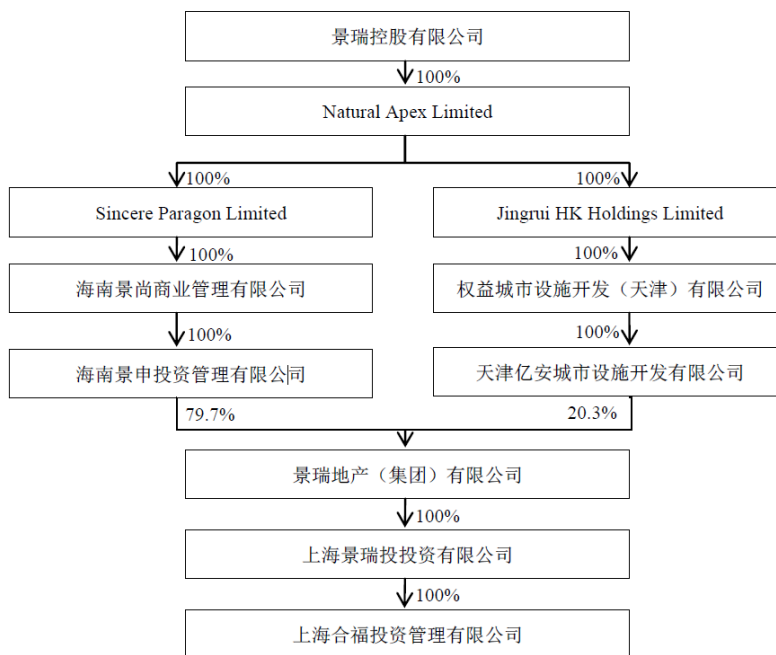 景瑞控股有限公司
100%
Natural Apex Limited
100%
100%
Sincere Paragon Limited
Jingrui HK Holdings Limited
100%
100%
海南景尚商业管理有限公司
权益城市设施开发（天津）有限公司
100%
100%
海南景申投资管理有限公司
天津亿安城市设施开发有限公司
79.7%
20.3%
景瑞地产（集团）有限公司
100%
上海景瑞投投资有限公司
100%
上海合福投资管理有限公司